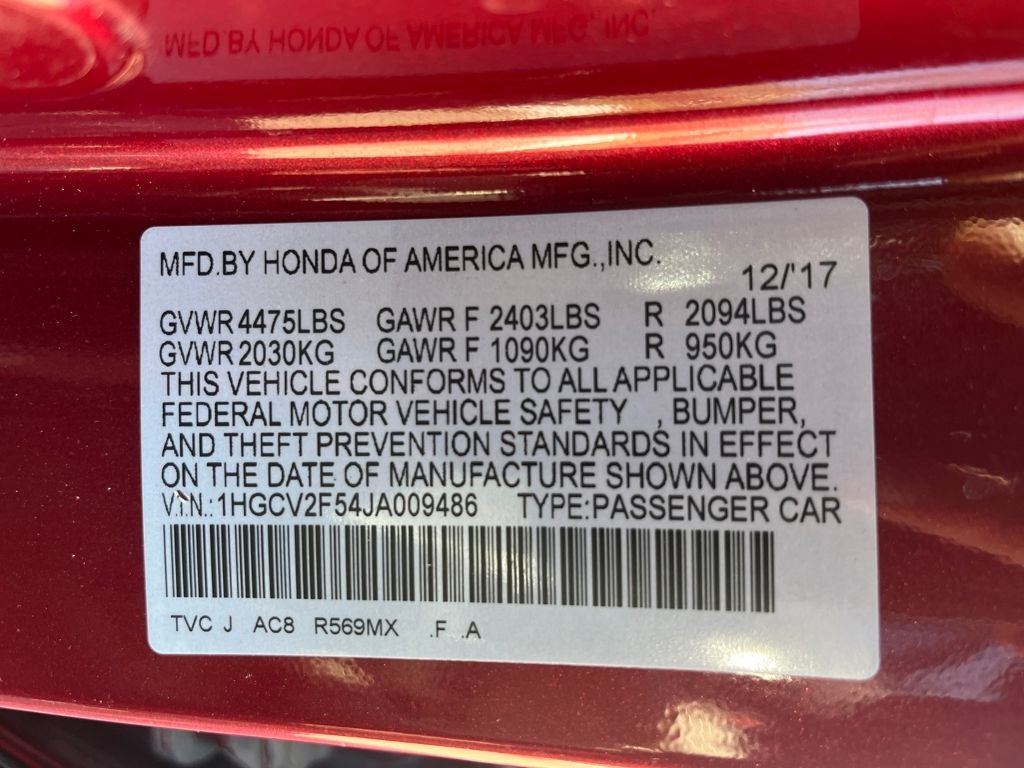 MFD.BY HONDA OF AMERICA MFG.,INC.
MFD.BY HONDA OF AMERICA MFG.,INC.
12/'17
GVWR 4475LBS GAWR F 2403LBS R 2094LBS
GVWR 2030KG GAWR F 1090KG R 950KG
THIS VEHICLE CONFORMS TO ALL APPLICABLE
FEDERAL MOTOR VEHICLE SAFETY , BUMPER,
AND THEFT PREVENTION STANDARDS IN EFFECT
ON THE DATE OF MANUFACTURE SHOWN ABOVE.
V.I.N.:1HGCV2F54JA009486 TYPE:PASSENGER CAR
TVC J AC8 R569MX .F .A